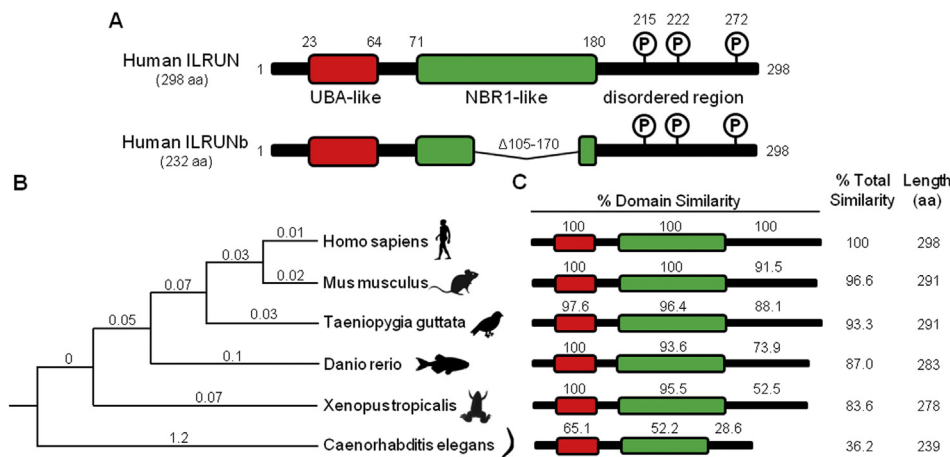 A
215 222 272
23 64 71 180 P P P
Human ILRUN
(298 aa)
1 298
UBA-like NBR1-like disordered region
P P P
Human ILRUNb
(232 aa)
1 Δ105-170 298
B
0.01
Homo sapiens
0.03
0.02
Mus musculus
0.07
0.03
Taeniopygia guttata
0.05
0.1
Danio rerio
0
0.07
Xenopus tropicalis
1.2
Caenorhabditis elegans
C
% Domain Similarity
% Total Similarity
Length (aa)
100 100 100
100 298
100 100 91.5
96.6 291
97.6 96.4 88.1
93.3 291
100 93.6 73.9
87.0 283
100 95.5 52.5
83.6 278
65.1 52.2 28.6
36.2 239